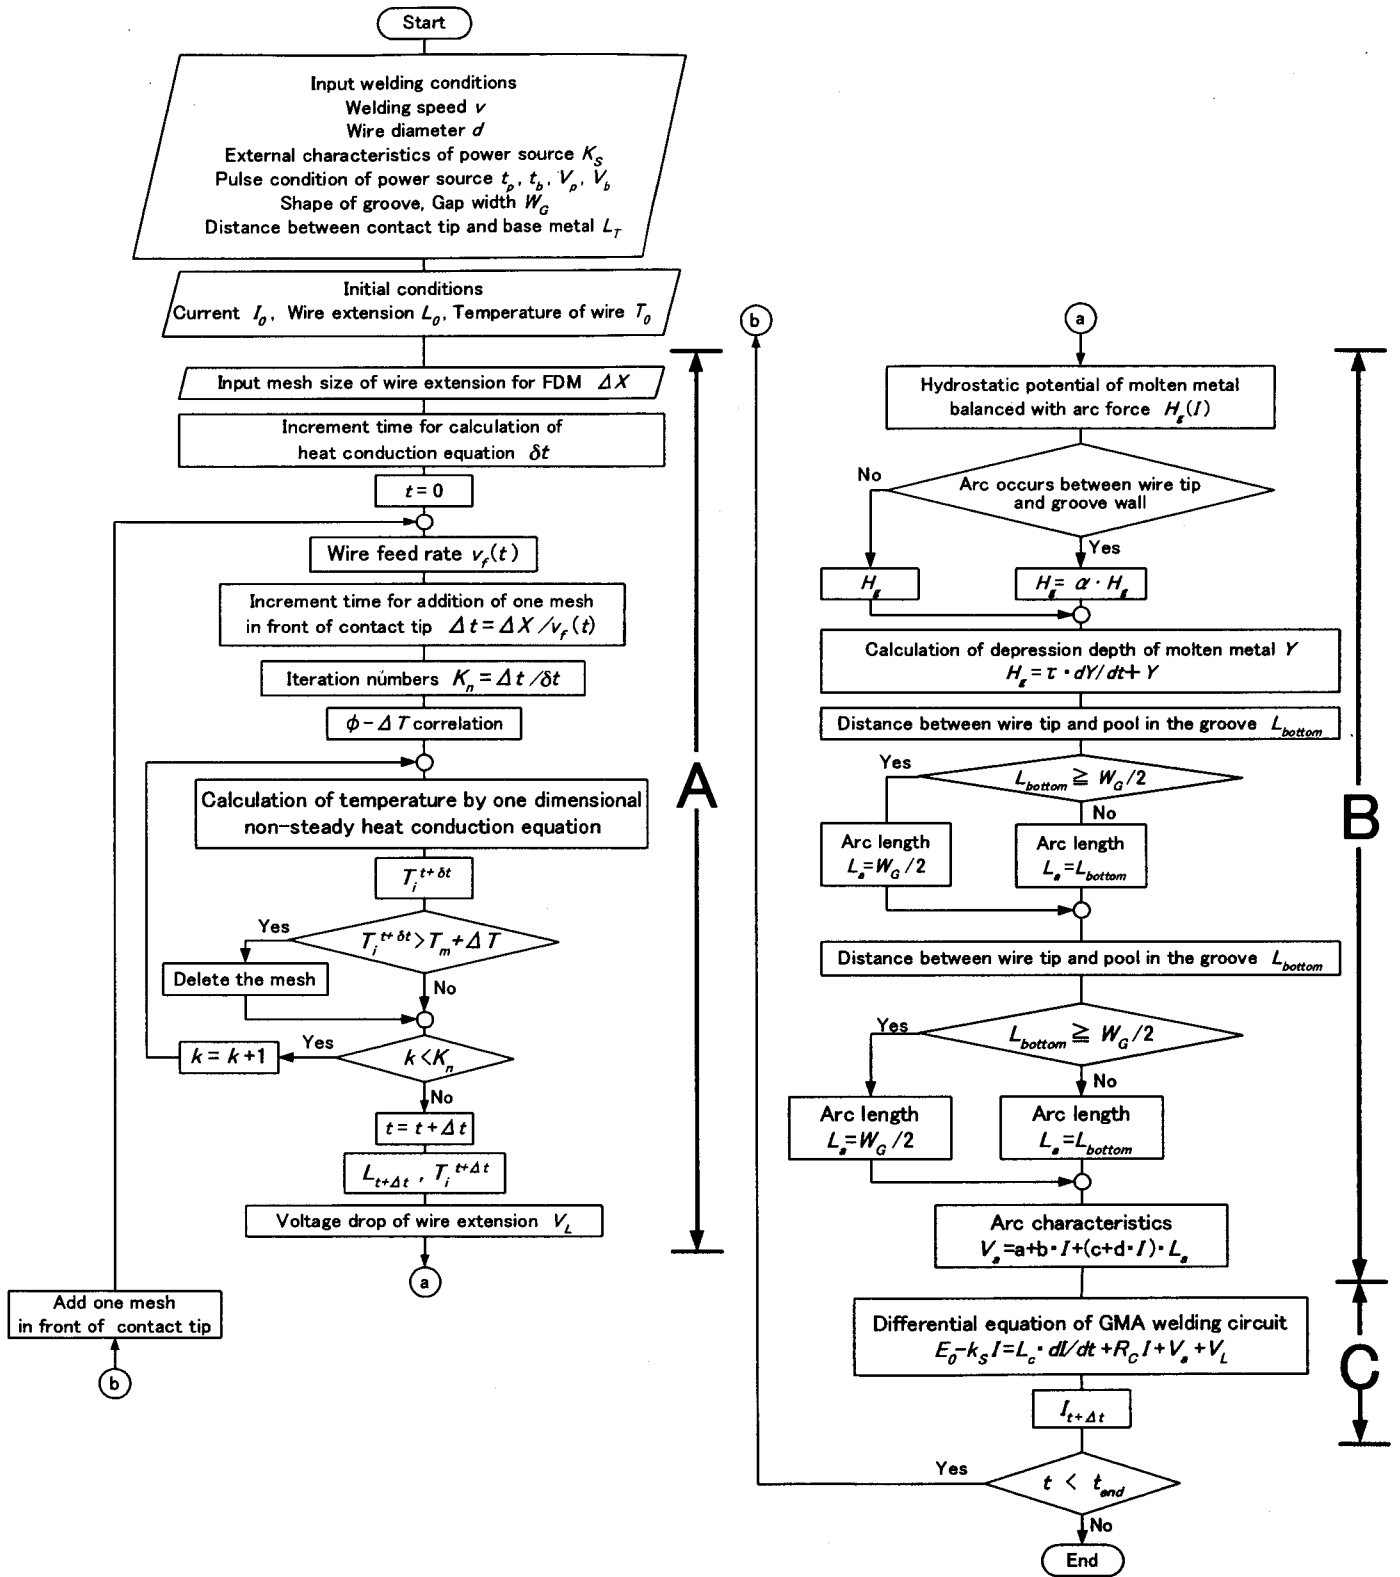 Start
Input welding conditions
Welding speed v
Wire diameter d
External characteristics of power source K_S
Pulse condition of power source t_p, t_b, V_p, V_b
Shape of groove, Gap width W_G
Distance between contact tip and base metal L_T
Initial conditions
Current I_0, Wire extension L_0, Temperature of wire T_0
Input mesh size of wire extension for FDM ΔX
Increment time for calculation of
heat conduction equation δt
t=0
Wire feed rate v_f(t)
Increment time for addition of one mesh
in front of contact tip Δt=ΔX/v_f(t)
Iteration numbers K_n=Δt/δt
ϕ-ΔT correlation
Calculation of temperature by one dimensional
non-steady heat conduction equation
T_i^{t+δt}
Yes
T_i^{t+δt}>T_m+ΔT
Delete the mesh
No
k=k+1
Yes
k<K_n
No
t=t+Δt
L_{t+Δt}, T_i^{t+Δt}
Voltage drop of wire extension V_L
a
Add one mesh
in front of contact tip
b
A
b
a
Hydrostatic potential of molten metal
balanced with arc force H_g(I)
No
Arc occurs between wire tip
and groove wall
Yes
H_g
H_g=α·H_g
Calculation of depression depth of molten metal Y
H_g=τ·dY/dt+Y
Distance between wire tip and pool in the groove L_bottom
Yes
L_bottom≧W_G/2
No
Arc length
L_a=W_G/2
Arc length
L_a=L_bottom
Distance between wire tip and pool in the groove L_bottom
Yes
L_bottom≧W_G/2
No
Arc length
L_a=W_G/2
Arc length
L_a=L_bottom
Arc characteristics
V_a=a+b·I+(c+d·I)·L_a
B
Differential equation of GMA welding circuit
E_0-k_S I=L_c·dI/dt+R_C I+V_a+V_L
I_{t+Δt}
C
Yes
t < t_end
No
End